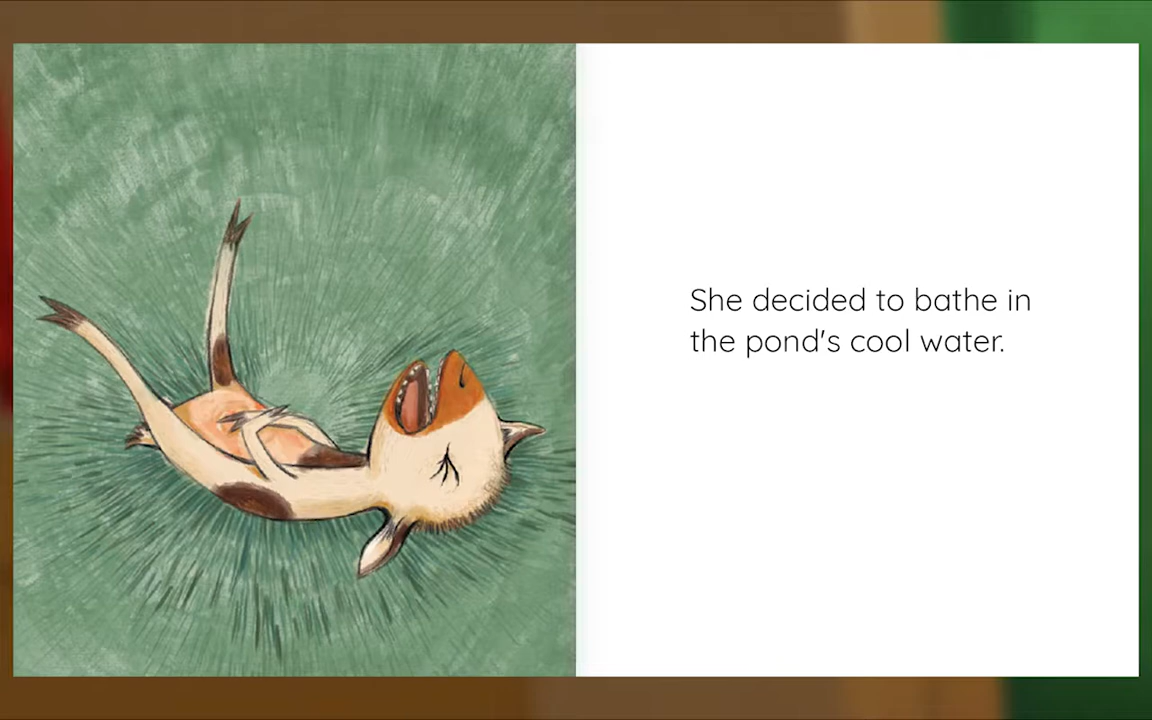 She decided to bathe in
the pond's cool water.